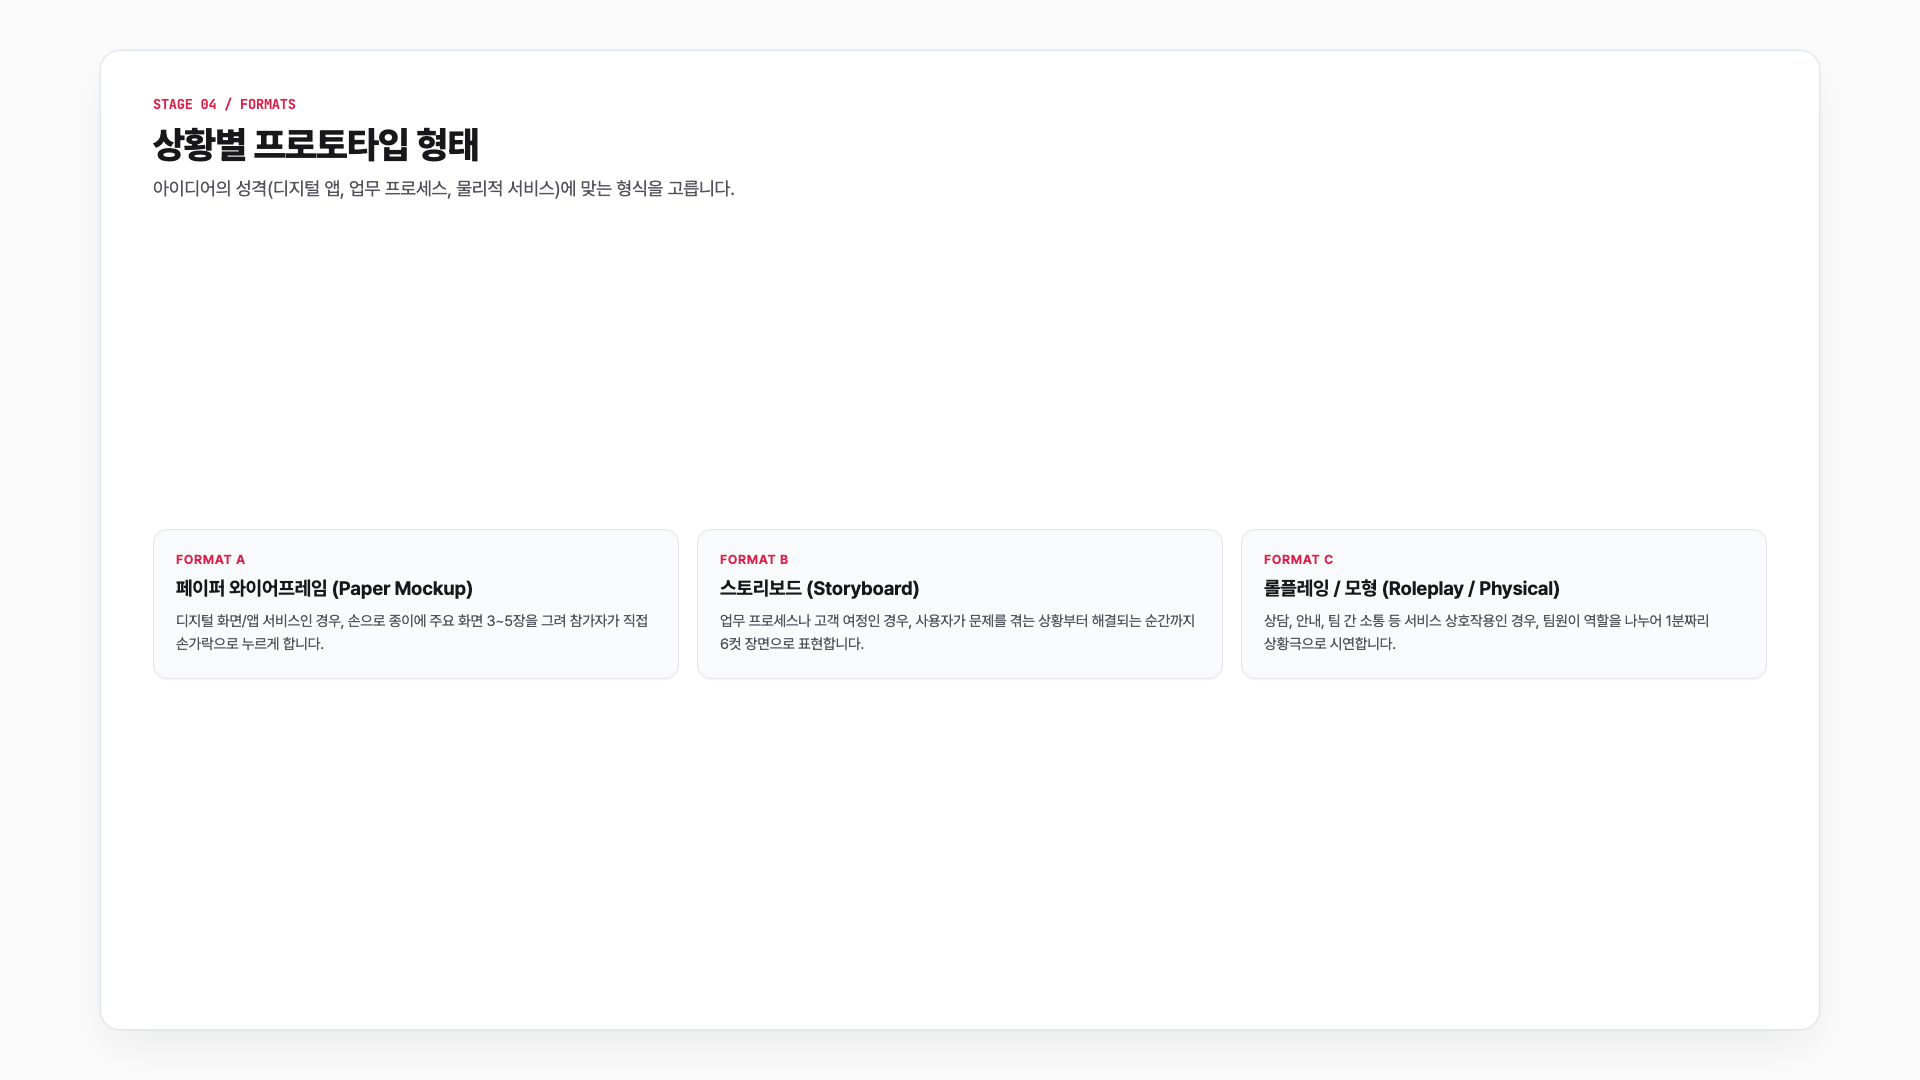 STAGE 04 / FORMATS
상황별 프로토타입 형태
아이디어의 성격(디지털 앱, 업무 프로세스, 물리적 서비스)에 맞는 형식을 고릅니다.
FORMAT A
페이퍼 와이어프레임 (Paper Mockup)
디지털 화면/앱 서비스인 경우, 손으로 종이에 주요 화면 3~5장을 그려 참가자가 직접
손가락으로 누르게 합니다.
FORMAT B
스토리보드 (Storyboard)
업무 프로세스나 고객 여정인 경우, 사용자가 문제를 겪는 상황부터 해결되는 순간까지
6컷 장면으로 표현합니다.
FORMAT C
롤플레잉 / 모형 (Roleplay / Physical)
상담, 안내, 팀 간 소통 등 서비스 상호작용인 경우, 팀원이 역할을 나누어 1분짜리
상황극으로 시연합니다.